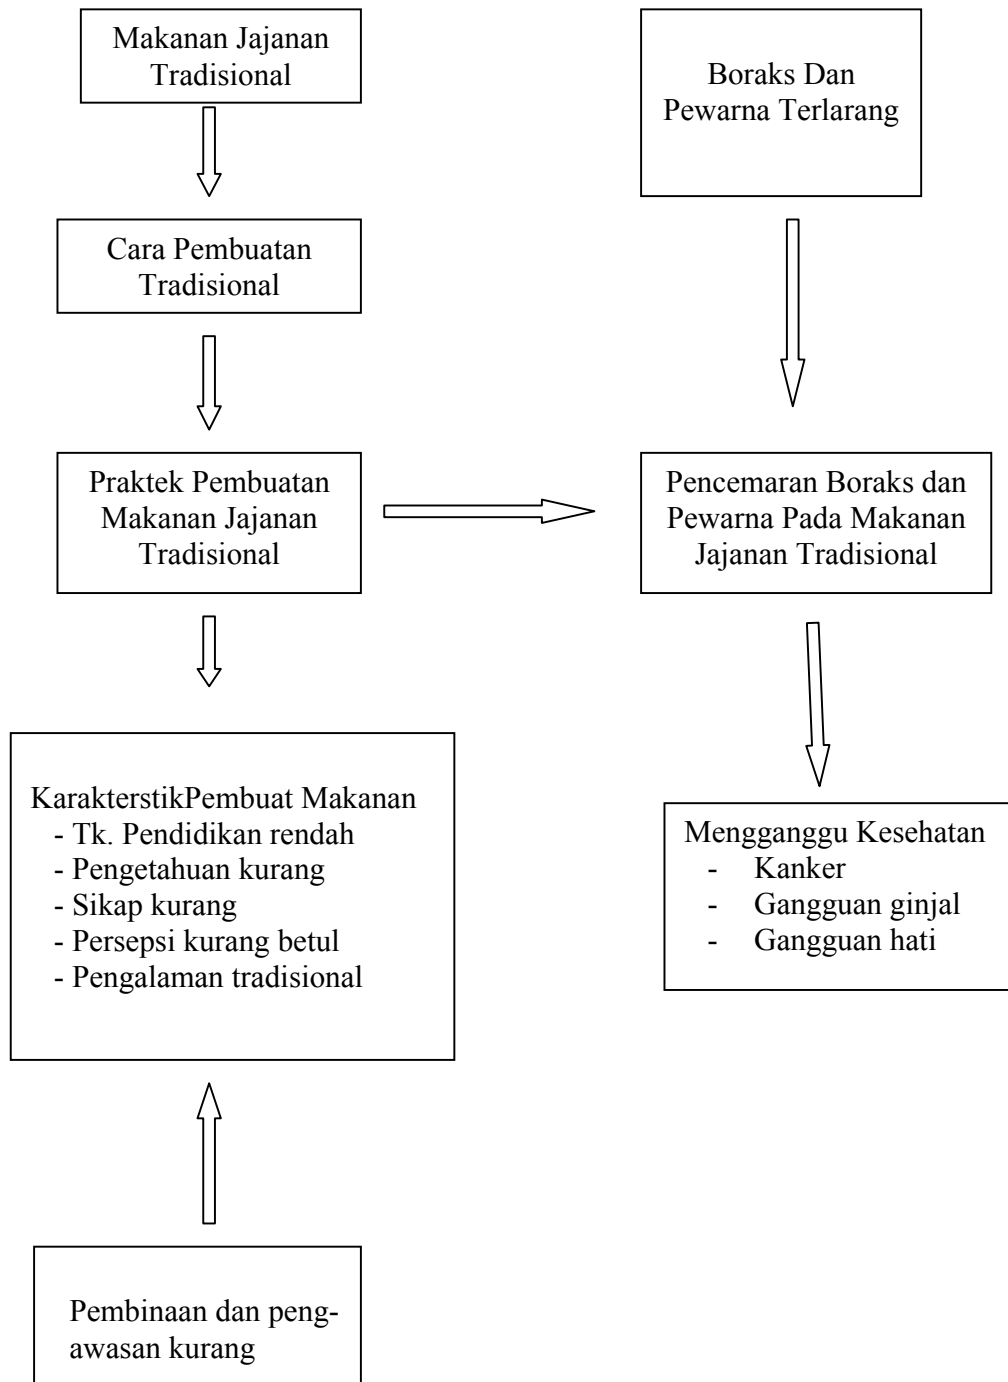 Makanan Jajanan
Tradisional
Boraks Dan
Pewarna Terlarang
Cara Pembuatan
Tradisional
Praktek Pembuatan
Makanan Jajanan
Tradisional
Pencemaran Boraks dan
Pewarna Pada Makanan
Jajanan Tradisional
KarakterstikPembuat Makanan
- Tk. Pendidikan rendah
- Pengetahuan kurang
- Sikap kurang
- Persepsi kurang betul
- Pengalaman tradisional
Mengganggu Kesehatan
- Kanker
- Gangguan ginjal
- Gangguan hati
Pembinaan dan peng-
awasan kurang